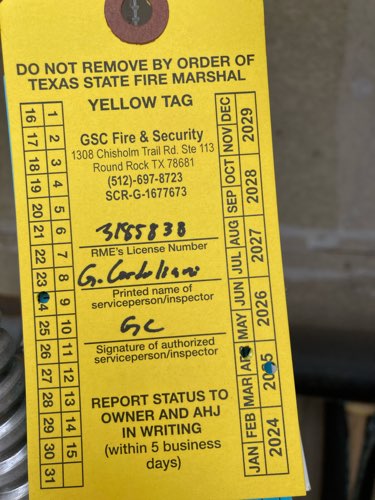 DO NOT REMOVE BY ORDER OF
TEXAS STATE FIRE MARSHAL
YELLOW TAG
GSC Fire & Security
1308 Chisholm Trail Rd. Ste 113
Round Rock TX 78681
(512)-697-8723
SCR-G-1677673
3185838
RME's License Number
G.
Printed name of
serviceperson/inspector
GC
Signature of authorized
serviceperson/inspector
REPORT STATUS TO
OWNER AND AHJ
IN WRITING
(within 5 business
days)
16 17 18 19 20 21 22 23 25 26 27 28 29 30 31
1 2 3 4 5 6 7 8 9 10 11 12 13 14 15
JAN FEB MAR MAY JUN JUL AUG SEP OCT NOV DEC
2024 2025 2026 2027 2028 2029